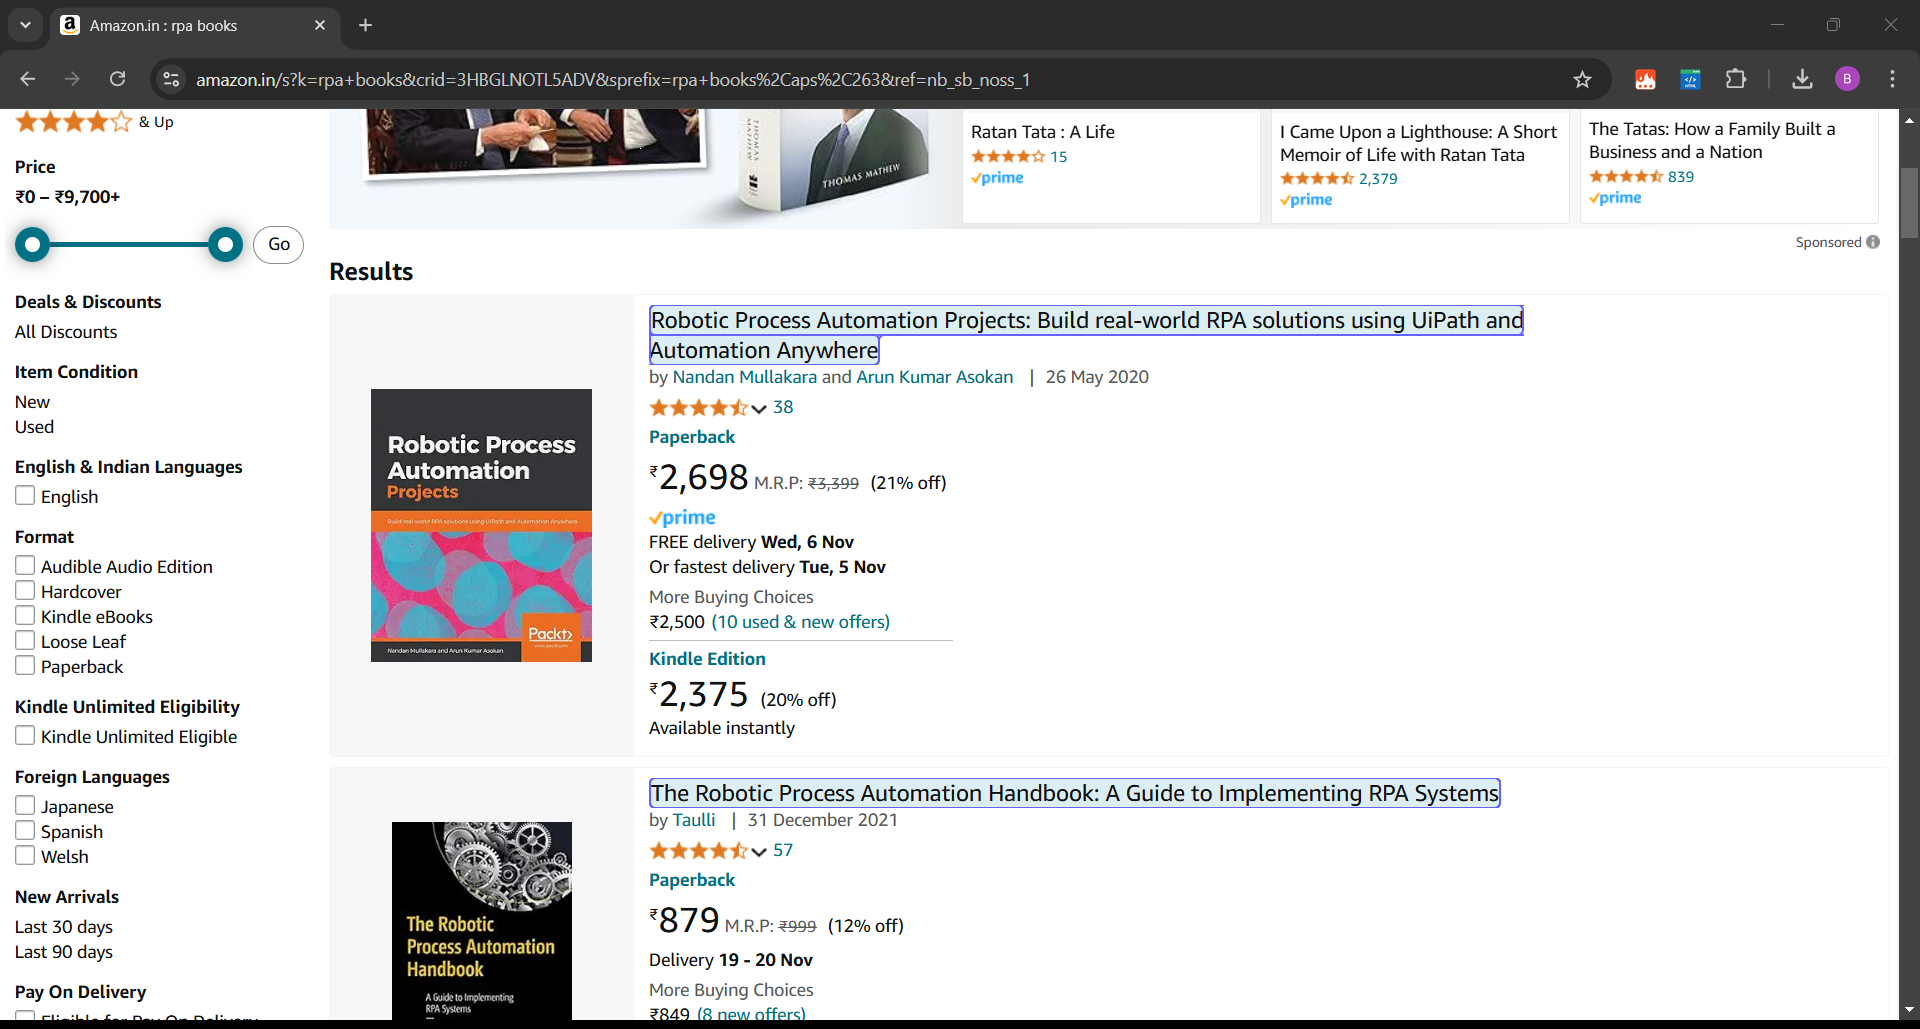 Amazon.in : rpa books
amazon.in/s?k=rpa+books&crid=3HBGLNOTL5ADV&sprefix=rpa+books%2Caps%2C263&ref=nb_sb_noss_1
B
& Up
Price
₹0 – ₹9,700+
Go
Deals & Discounts
All Discounts
Item Condition
New
Used
English & Indian Languages
English
Format
Audible Audio Edition
Hardcover
Kindle eBooks
Loose Leaf
Paperback
Kindle Unlimited Eligibility
Kindle Unlimited Eligible
Foreign Languages
Japanese
Spanish
Welsh
New Arrivals
Last 30 days
Last 90 days
Pay On Delivery
Eligible for Pay On Delivery
THOMAS MATHEW
THOMAS MATHEW
Ratan Tata : A Life
15
prime
I Came Upon a Lighthouse: A Short
Memoir of Life with Ratan Tata
2,379
prime
The Tatas: How a Family Built a
Business and a Nation
839
prime
Sponsored
Results
Robotic Process
Automation
Projects
Build real-world RPA solutions using UiPath and Automation Anywhere
Packt>
www.packt.com
Nandan Mullakara and Arun Kumar Asokan
Robotic Process Automation Projects: Build real-world RPA solutions using UiPath and
Automation Anywhere
by Nandan Mullakara and Arun Kumar Asokan | 26 May 2020
38
Paperback
₹2,698 M.R.P: ₹3,399 (21% off)
prime
FREE delivery Wed, 6 Nov
Or fastest delivery Tue, 5 Nov
More Buying Choices
₹2,500 (10 used & new offers)
Kindle Edition
₹2,375 (20% off)
Available instantly
The Robotic
Process Automation
Handbook
A Guide to Implementing
RPA Systems
The Robotic Process Automation Handbook: A Guide to Implementing RPA Systems
by Taulli | 31 December 2021
57
Paperback
₹879 M.R.P: ₹999 (12% off)
Delivery 19 - 20 Nov
More Buying Choices
₹849 (8 new offers)